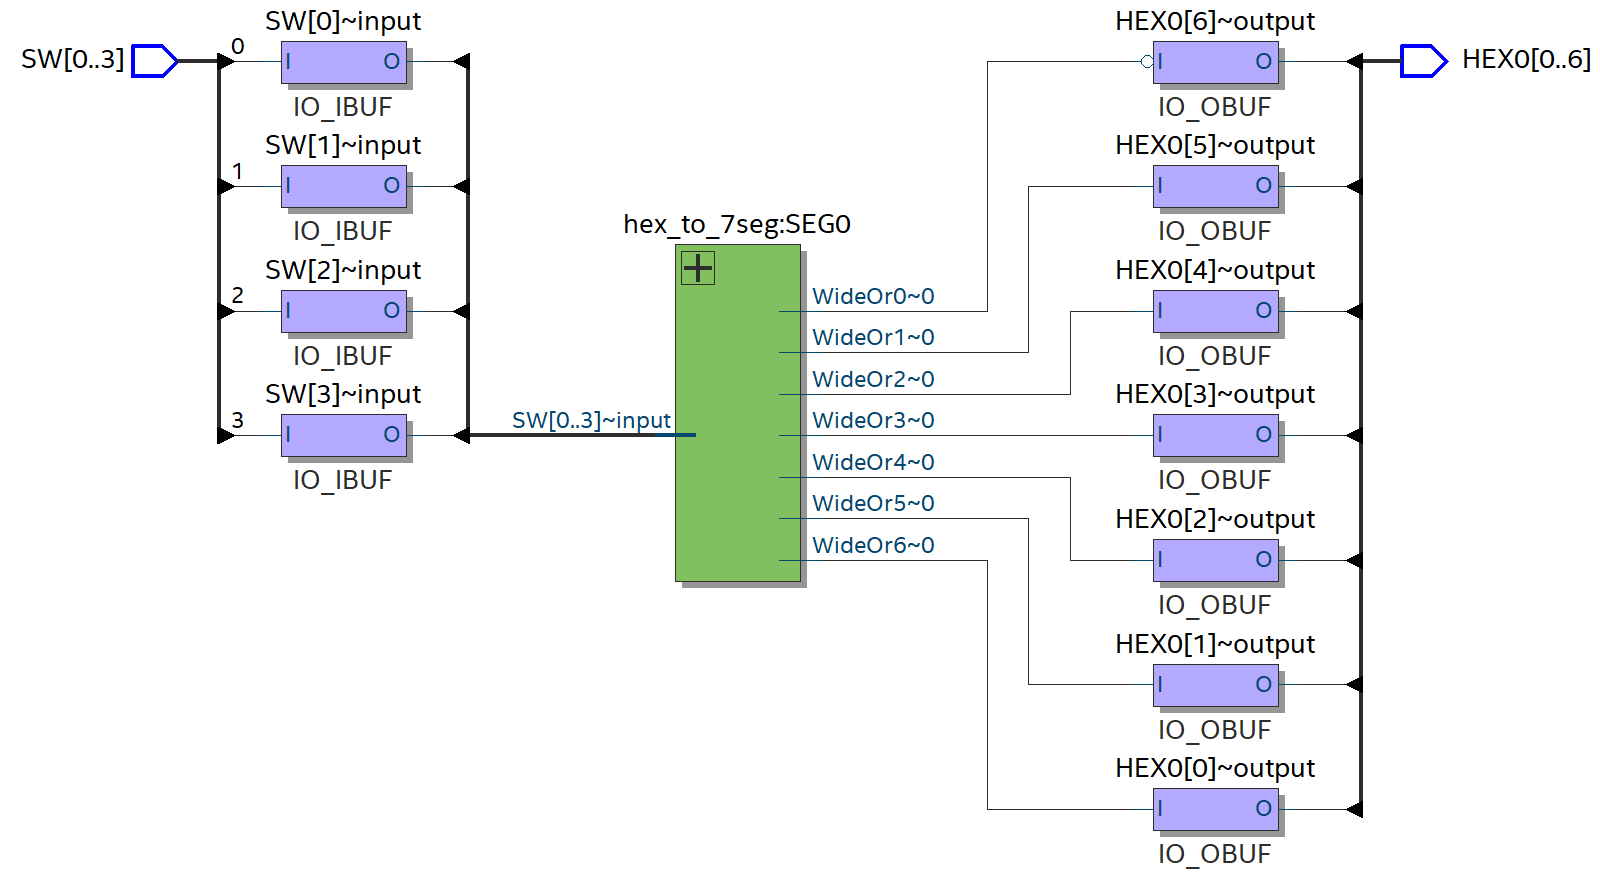 SW[0..3]
0
SW[0]~input
I O
IO_IBUF
1
SW[1]~input
I O
IO_IBUF
2
SW[2]~input
I O
IO_IBUF
3
SW[3]~input
I O
IO_IBUF
SW[0..3]~input
hex_to_7seg:SEG0
WideOr0~0
WideOr1~0
WideOr2~0
WideOr3~0
WideOr4~0
WideOr5~0
WideOr6~0
HEX0[6]~output
I O
IO_OBUF
HEX0[5]~output
I O
IO_OBUF
HEX0[4]~output
I O
IO_OBUF
HEX0[3]~output
I O
IO_OBUF
HEX0[2]~output
I O
IO_OBUF
HEX0[1]~output
I O
IO_OBUF
HEX0[0]~output
I O
IO_OBUF
HEX0[0..6]